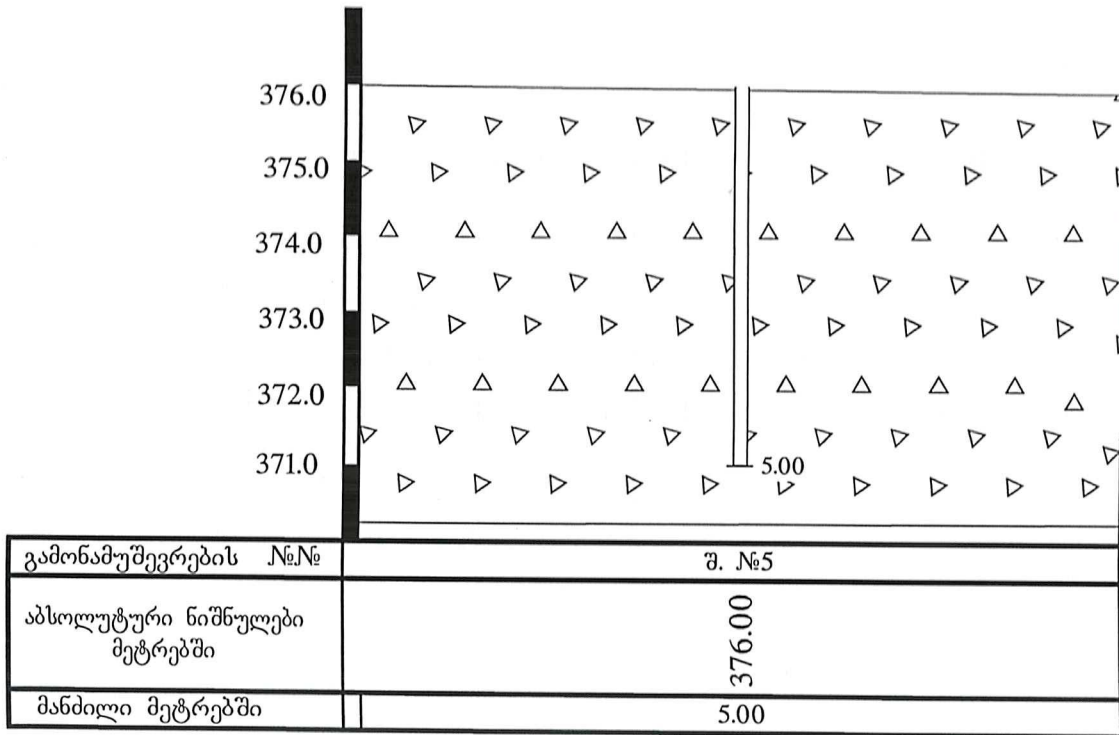 376.0
375.0
374.0
373.0
372.0
371.0
5.00
გამონამუშევრების №№
შ. №5
აბსოლუტური ნიშნულები
მეტრებში
376.00
მანძილი მეტრებში
5.00